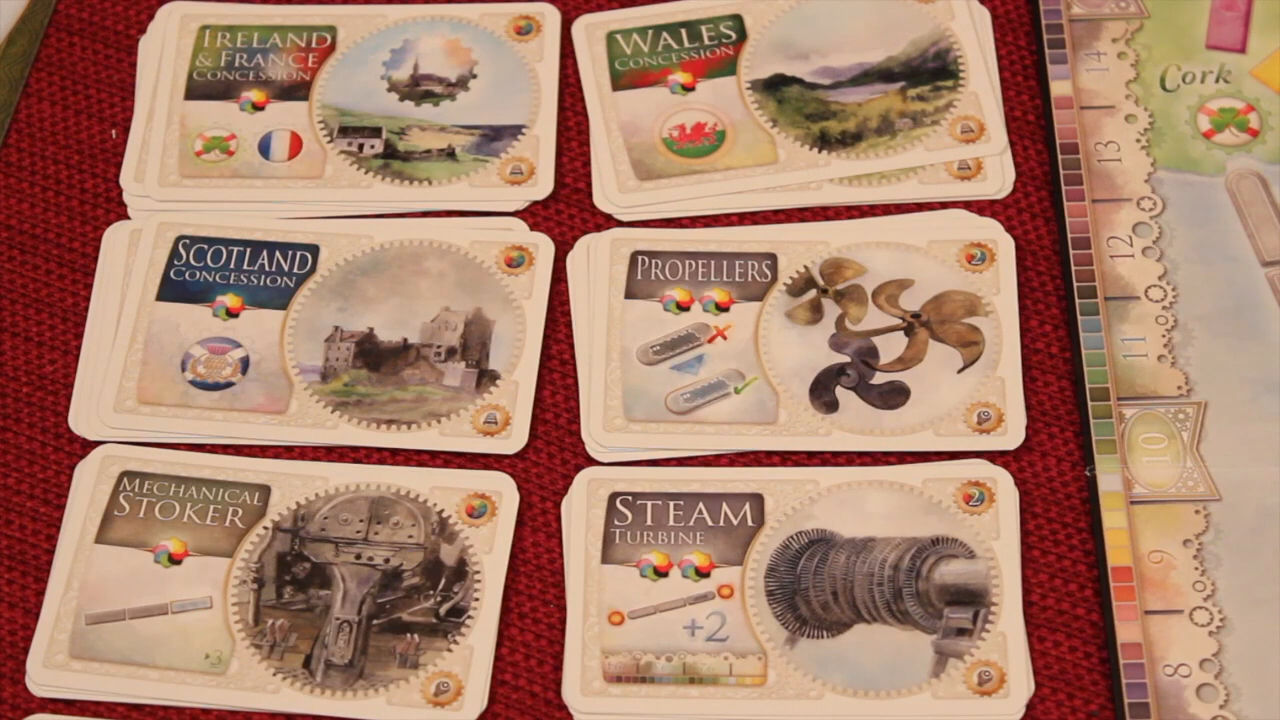 IRELAND
& FRANCE
CONCESSION
WALES
CONCESSION
SCOTLAND
CONCESSION
PROPELLERS
2
MECHANICAL
STOKER
3
STEAM
TURBINE
2
+2
Cork
14
13
12
11
10
9
8